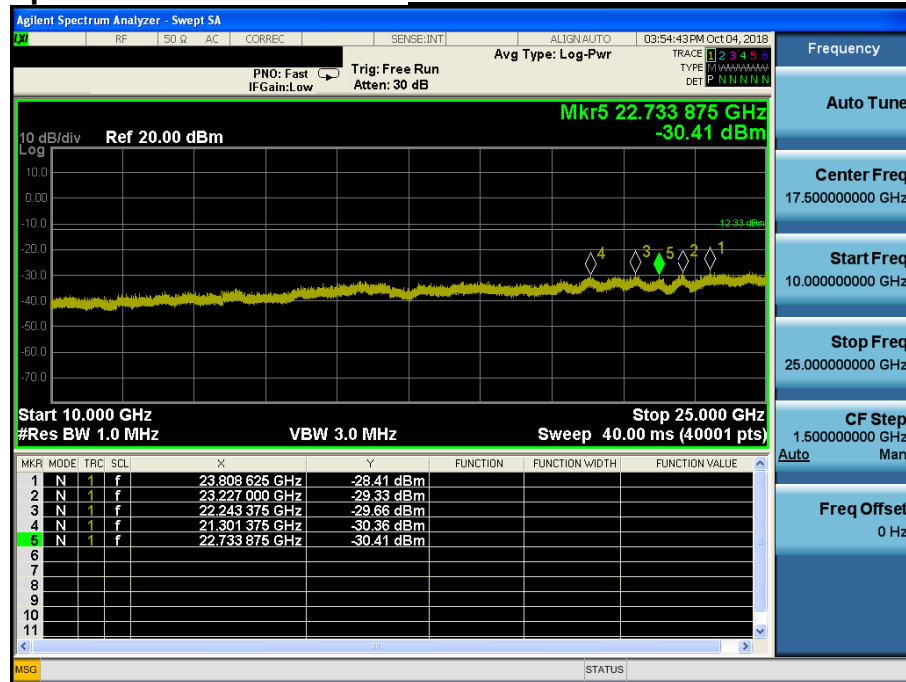 Agilent Spectrum Analyzer - Swept SA
LXI RF 50 Ω AC CORREC SENSE:INT ALIGN AUTO 03:54:43 PM Oct 04, 2018
Frequency
Avg Type: Log-Pwr
TRACE 1 2 3 4 5 6
PNO: Fast Trig: Free Run
TYPE M WWWWW
IFGain:Low Atten: 30 dB
DET P N N N N N
Auto Tune
Mkr5 22.733 875 GHz
-30.41 dBm
10 dB/div Ref 20.00 dBm
Log
10.0
0.00
-10.0
-20.0
-30.0
-40.0
-50.0
-60.0
-70.0
-12.33 dBm
4 3 5 2 1
Center Freq
17.500000000 GHz
Start Freq
10.000000000 GHz
Stop Freq
25.000000000 GHz
Start 10.000 GHz Stop 25.000 GHz
#Res BW 1.0 MHz VBW 3.0 MHz Sweep 40.00 ms (40001 pts)
CF Step
1.500000000 GHz
Auto Man
MKR MODE TRC SCL X Y FUNCTION FUNCTION WIDTH FUNCTION VALUE
1 N 1 f 23.808 625 GHz -28.41 dBm
2 N 1 f 23.227 000 GHz -29.33 dBm
3 N 1 f 22.243 375 GHz -29.66 dBm
4 N 1 f 21.301 375 GHz -30.36 dBm
5 N 1 f 22.733 875 GHz -30.41 dBm
6
7
8
9
10
11
Freq Offset
0 Hz
MSG STATUS